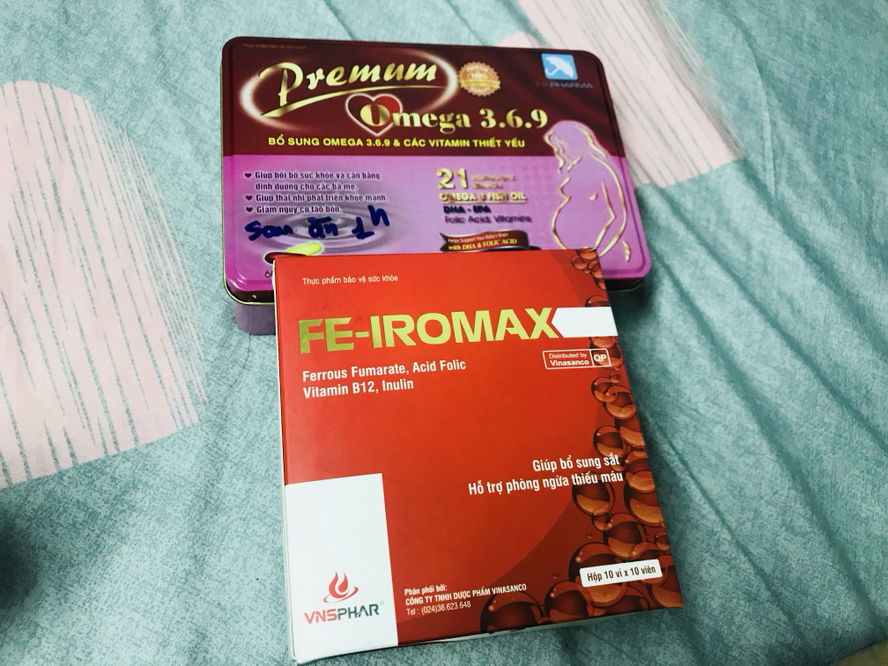 Premum
Omega 3.6.9
BỔ SUNG OMEGA 3.6.9 & CÁC VITAMIN THIẾT YẾU
Giúp bồi bổ sức khỏe và cân bằng
dinh dưỡng cho các bà mẹ.
Giúp thai nhi phát triển khỏe mạnh.
Giảm nguy cơ táo bón.
Sau ăn 1h
21
OMEGA 3 FISH OIL
DHA - EPA
Folic Acid, Vitamins
with DHA & FOLIC ACID
Thực phẩm bảo vệ sức khỏe
FE-IROMAX
Distributed by
Vinasanco
QP
Ferrous Fumarate, Acid Folic
Vitamin B12, Inulin
Giúp bổ sung sắt
Hỗ trợ phòng ngừa thiếu máu
Hộp 10 vỉ x 10 viên
VNSPHAR
Phân phối bởi:
CÔNG TY TNHH DƯỢC PHẨM VINASANCO
Tel : (024)36.623.648